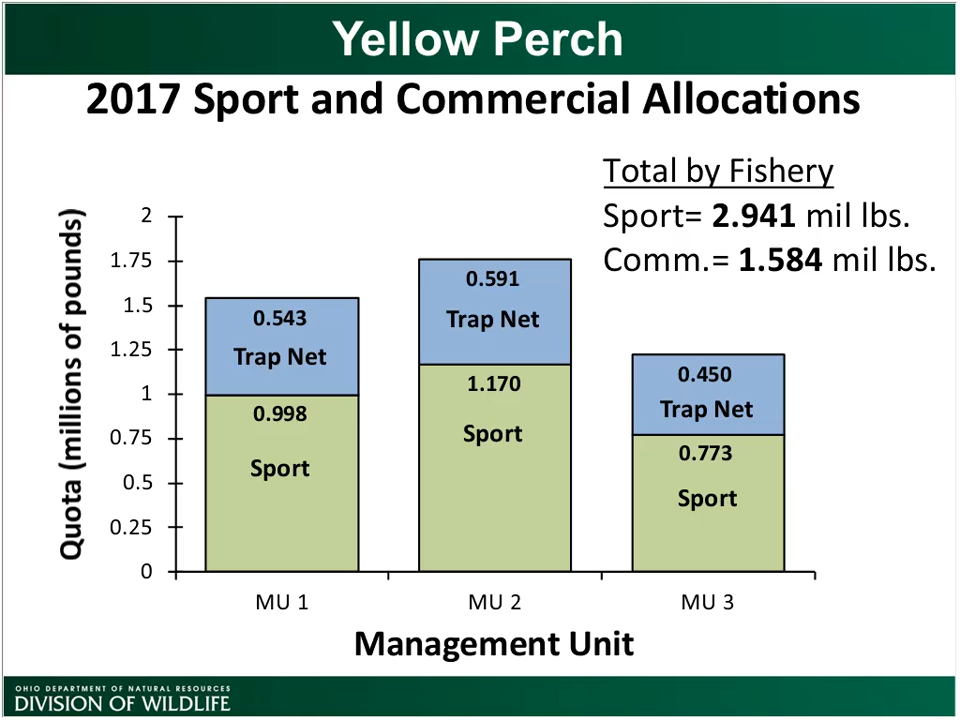 Yellow Perch
2017 Sport and Commercial Allocations
Total by Fishery
Sport= 2.941 mil lbs.
Comm.= 1.584 mil lbs.
Quota (millions of pounds)
2
1.75
1.5
1.25
1
0.75
0.5
0.25
0
0.543
Trap Net
0.998
Sport
0.591
Trap Net
1.170
Sport
0.450
Trap Net
0.773
Sport
MU 1
MU 2
MU 3
Management Unit
OHIO DEPARTMENT OF NATURAL RESOURCES
DIVISION OF WILDLIFE